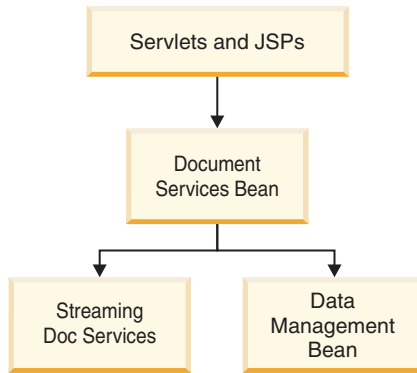 Servlets and JSPs
Document
Services Bean
Streaming
Doc Services
Data
Management
Bean